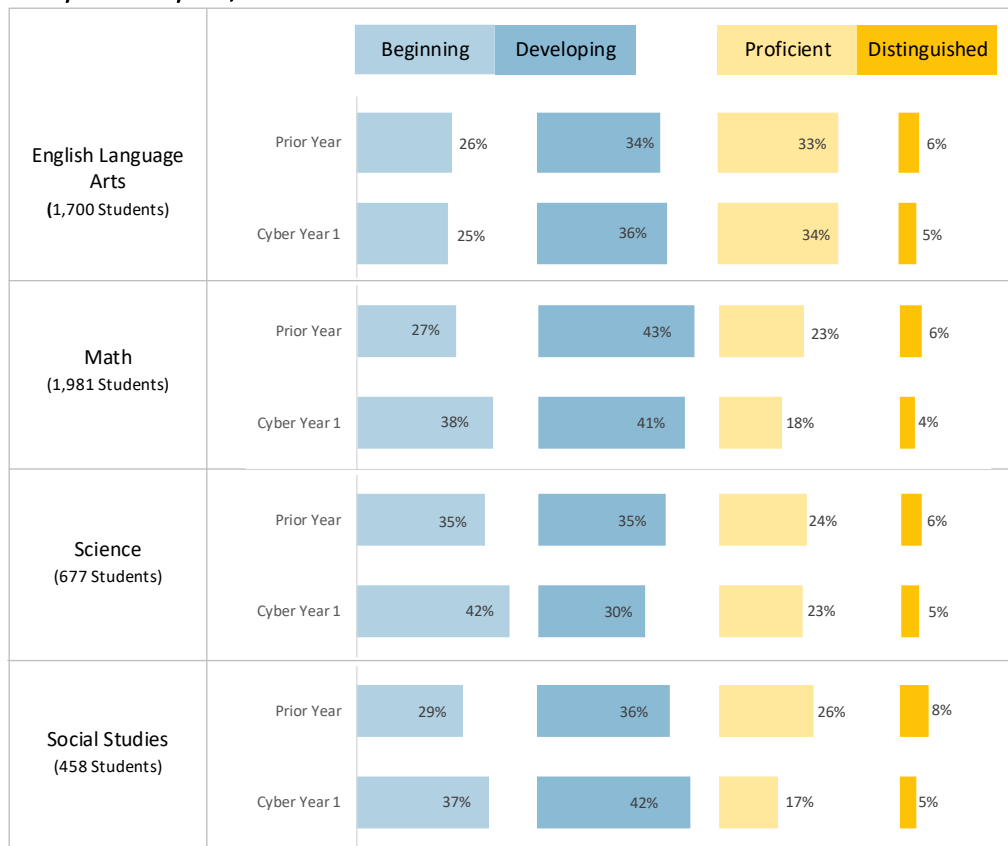 Beginning Developing Proficient Distinguished
English Language
Arts
(1,700 Students)
Prior Year 26% 34% 33% 6%
Cyber Year 1 25% 36% 34% 5%
Math
(1,981 Students)
Prior Year 27% 43% 23% 6%
Cyber Year 1 38% 41% 18% 4%
Science
(677 Students)
Prior Year 35% 35% 24% 6%
Cyber Year 1 42% 30% 23% 5%
Social Studies
(458 Students)
Prior Year 29% 36% 26% 8%
Cyber Year 1 37% 42% 17% 5%